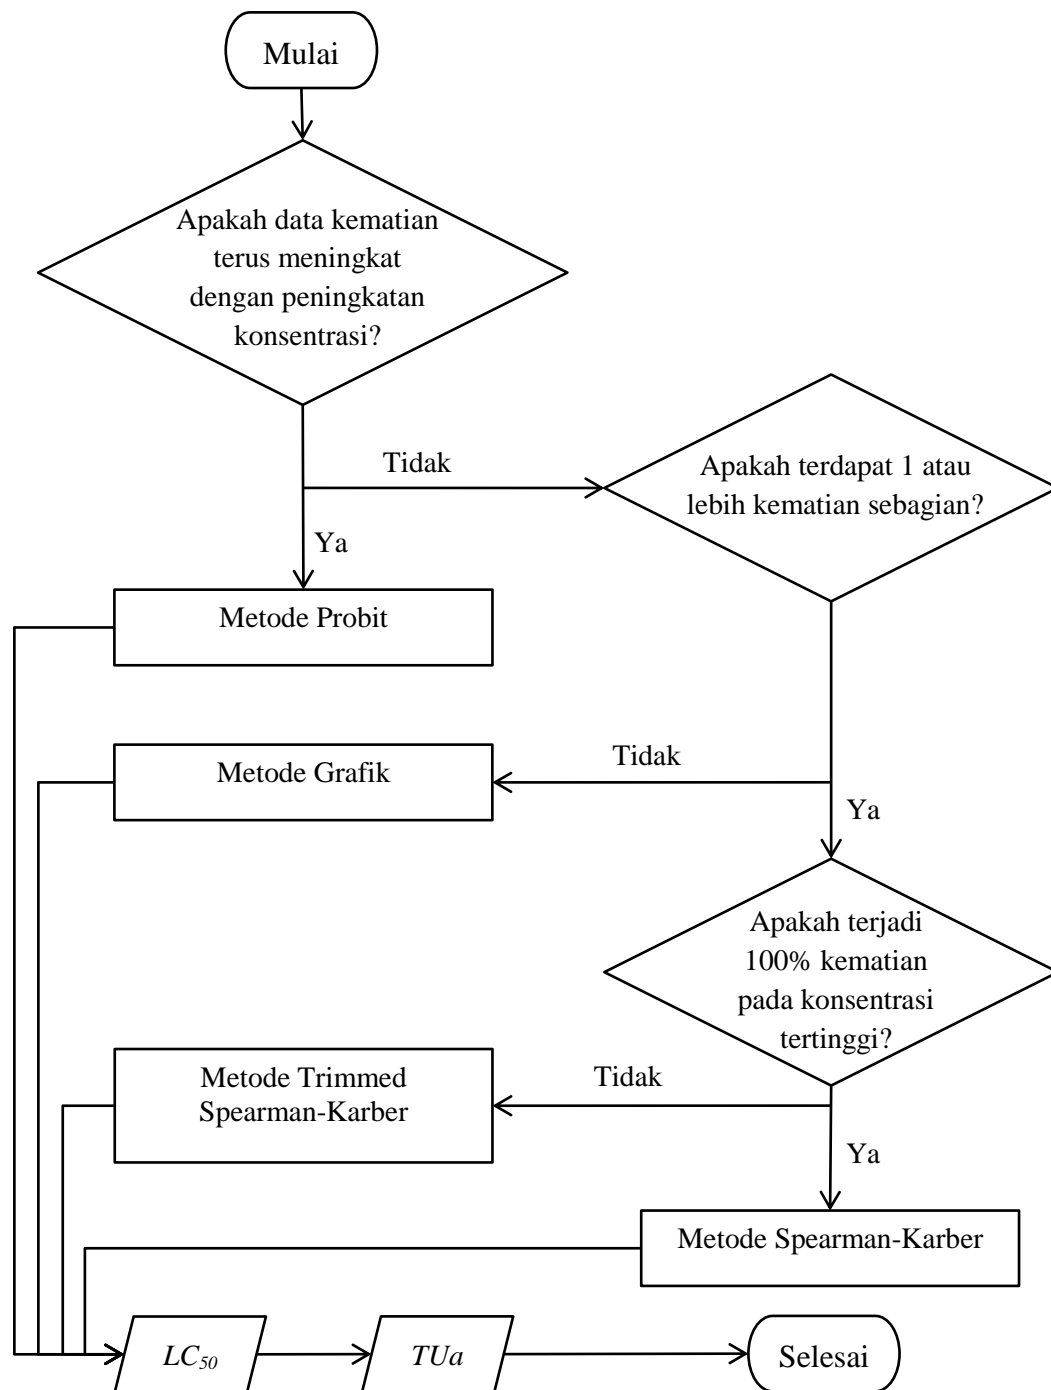 Mulai
Apakah data kematian
terus meningkat
dengan peningkatan
konsentrasi?
Tidak
Apakah terdapat 1 atau
lebih kematian sebagian?
Ya
Metode Probit
Tidak
Metode Grafik
Ya
Apakah terjadi
100% kematian
pada konsentrasi
tertinggi?
Tidak
Metode Trimmed
Spearman-Karber
Ya
Metode Spearman-Karber
LC50
TUa
Selesai